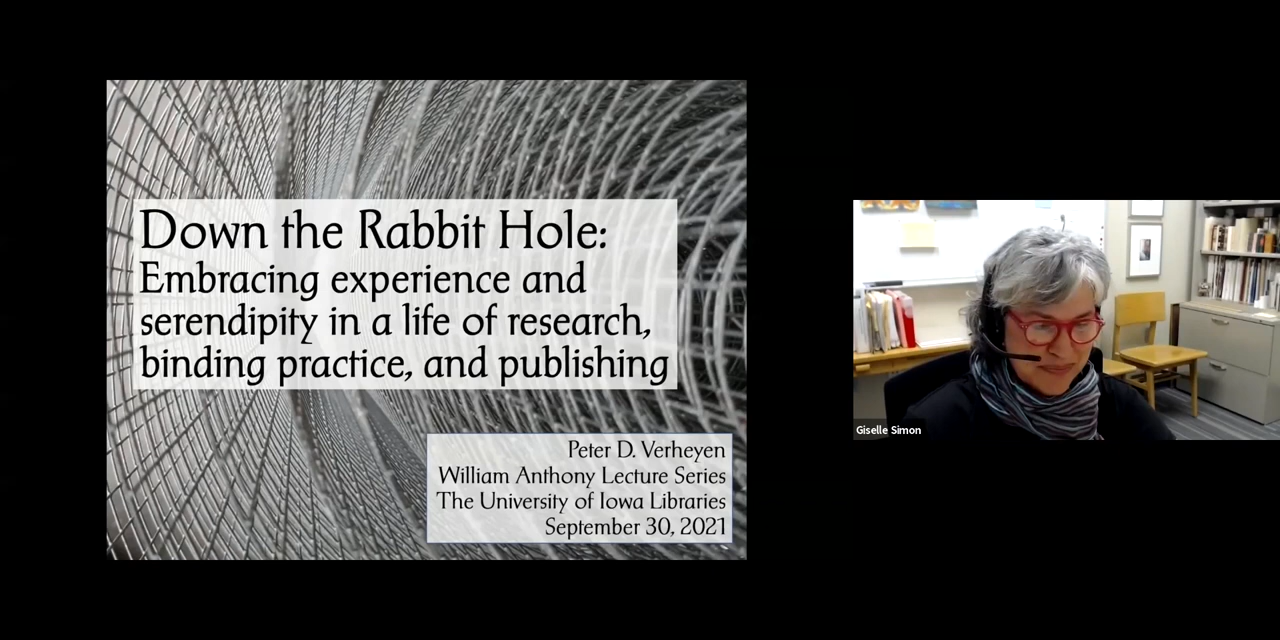 Down the Rabbit Hole:
Embracing experience and
serendipity in a life of research,
binding practice, and publishing
Peter D. Verheyen
William Anthony Lecture Series
The University of Iowa Libraries
September 30, 2021
Giselle Simon